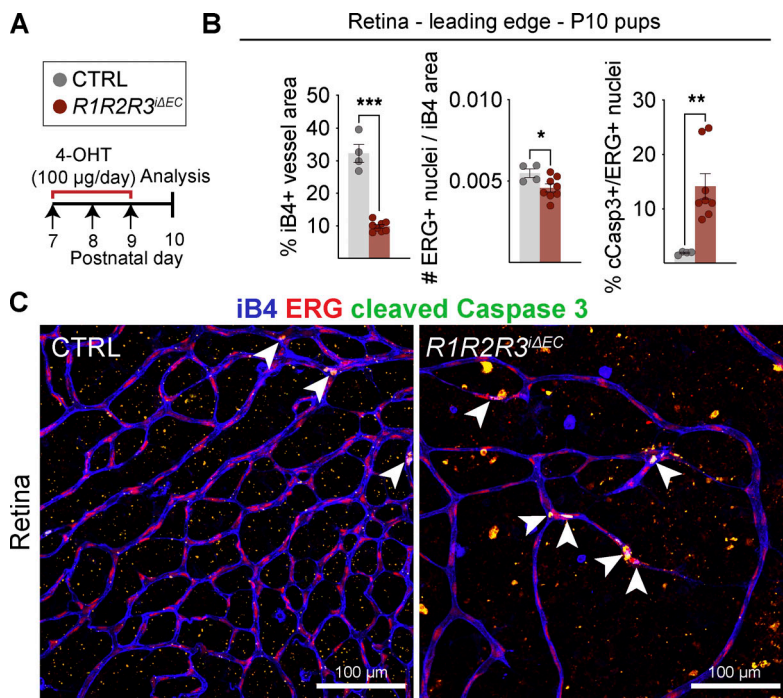 A
CTRL
R1R2R3iΔEC
4-OHT
(100 µg/day)
Analysis
7
8
9
10
Postnatal day
B
Retina - leading edge - P10 pups
% iB4+ vessel area
50
40
30
20
10
***
# ERG+ nuclei / iB4 area
0.010
0.005
*
% cCasp3+/ERG+ nuclei
30
20
10
**
C
iB4 ERG cleaved Caspase 3
Retina
CTRL
100 µm
R1R2R3iΔEC
100 µm